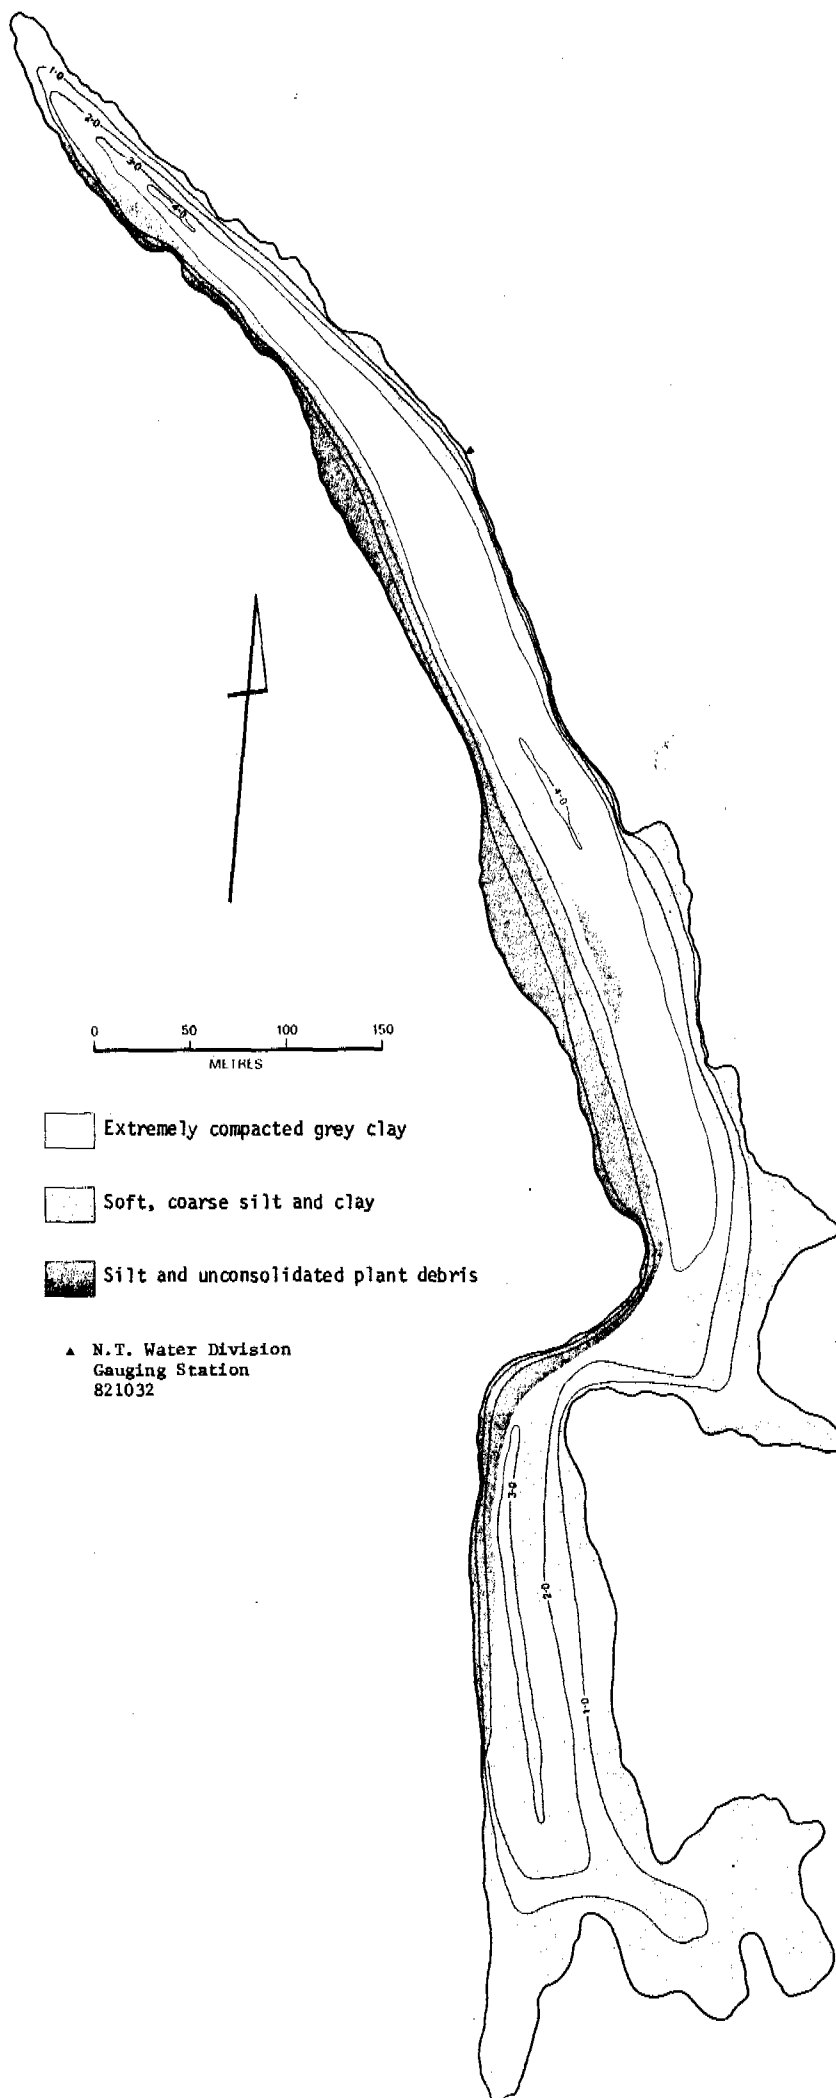 1·0
2·0
3·0
4·0
4·0
0 50 100 150
METRES
Extremely compacted grey clay
Soft, coarse silt and clay
Silt and unconsolidated plant debris
▲ N.T. Water Division
Gauging Station
821032
3·0
2·0
1·0